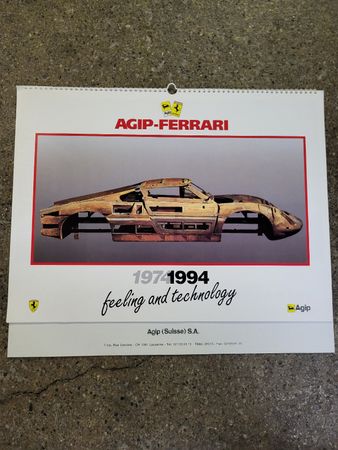 AGIP-FERRARI
19741994
feeling and technology
Agip
Agip (Suisse) S.A.